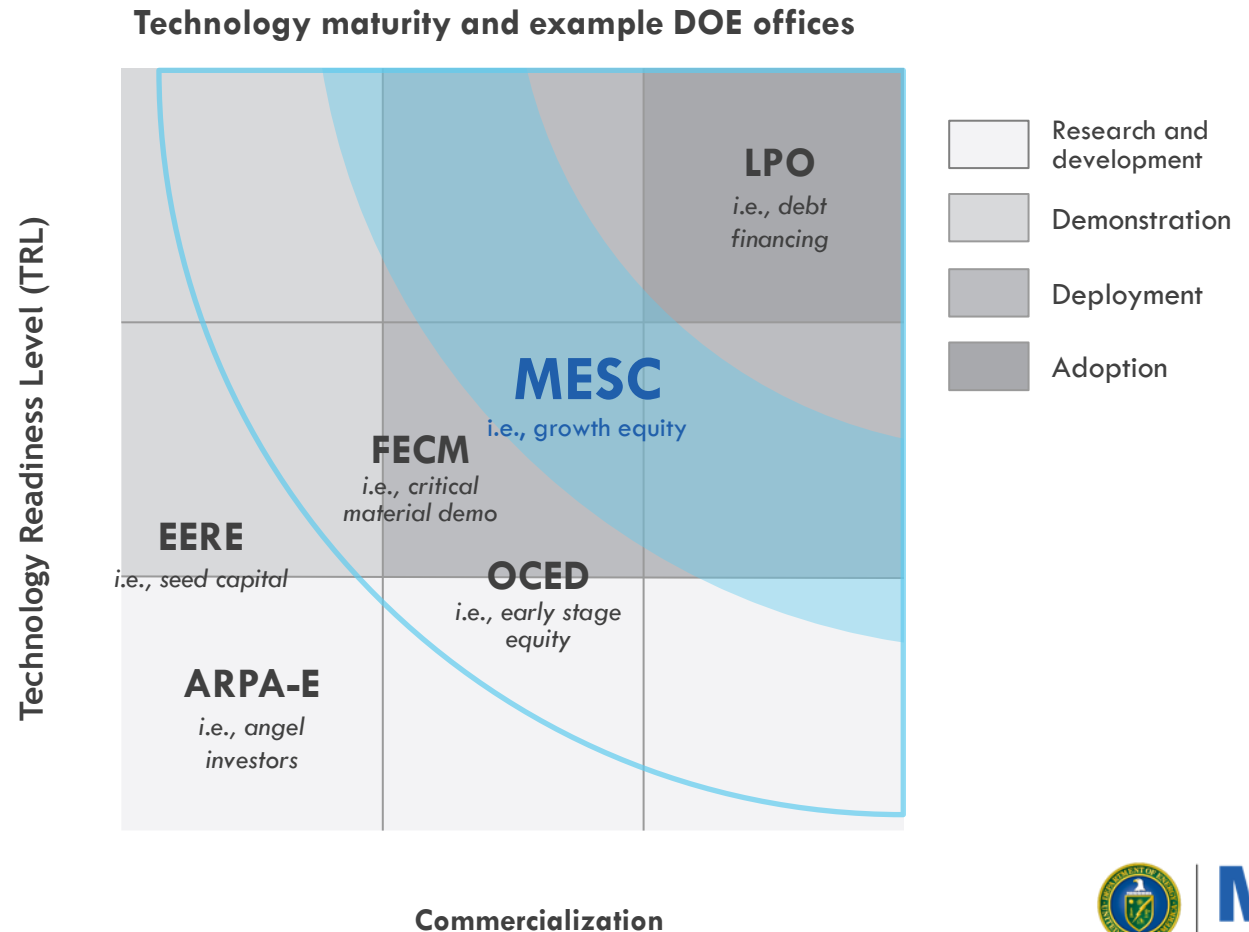 Technology maturity and example DOE offices
Technology Readiness Level (TRL)
LPO
i.e., debt
financing
MESC
i.e., growth equity
FECM
i.e., critical
material demo
EERE
i.e., seed capital
OCED
i.e., early stage
equity
ARPA-E
i.e., angel
investors
Commercialization
Research and
development
Demonstration
Deployment
Adoption